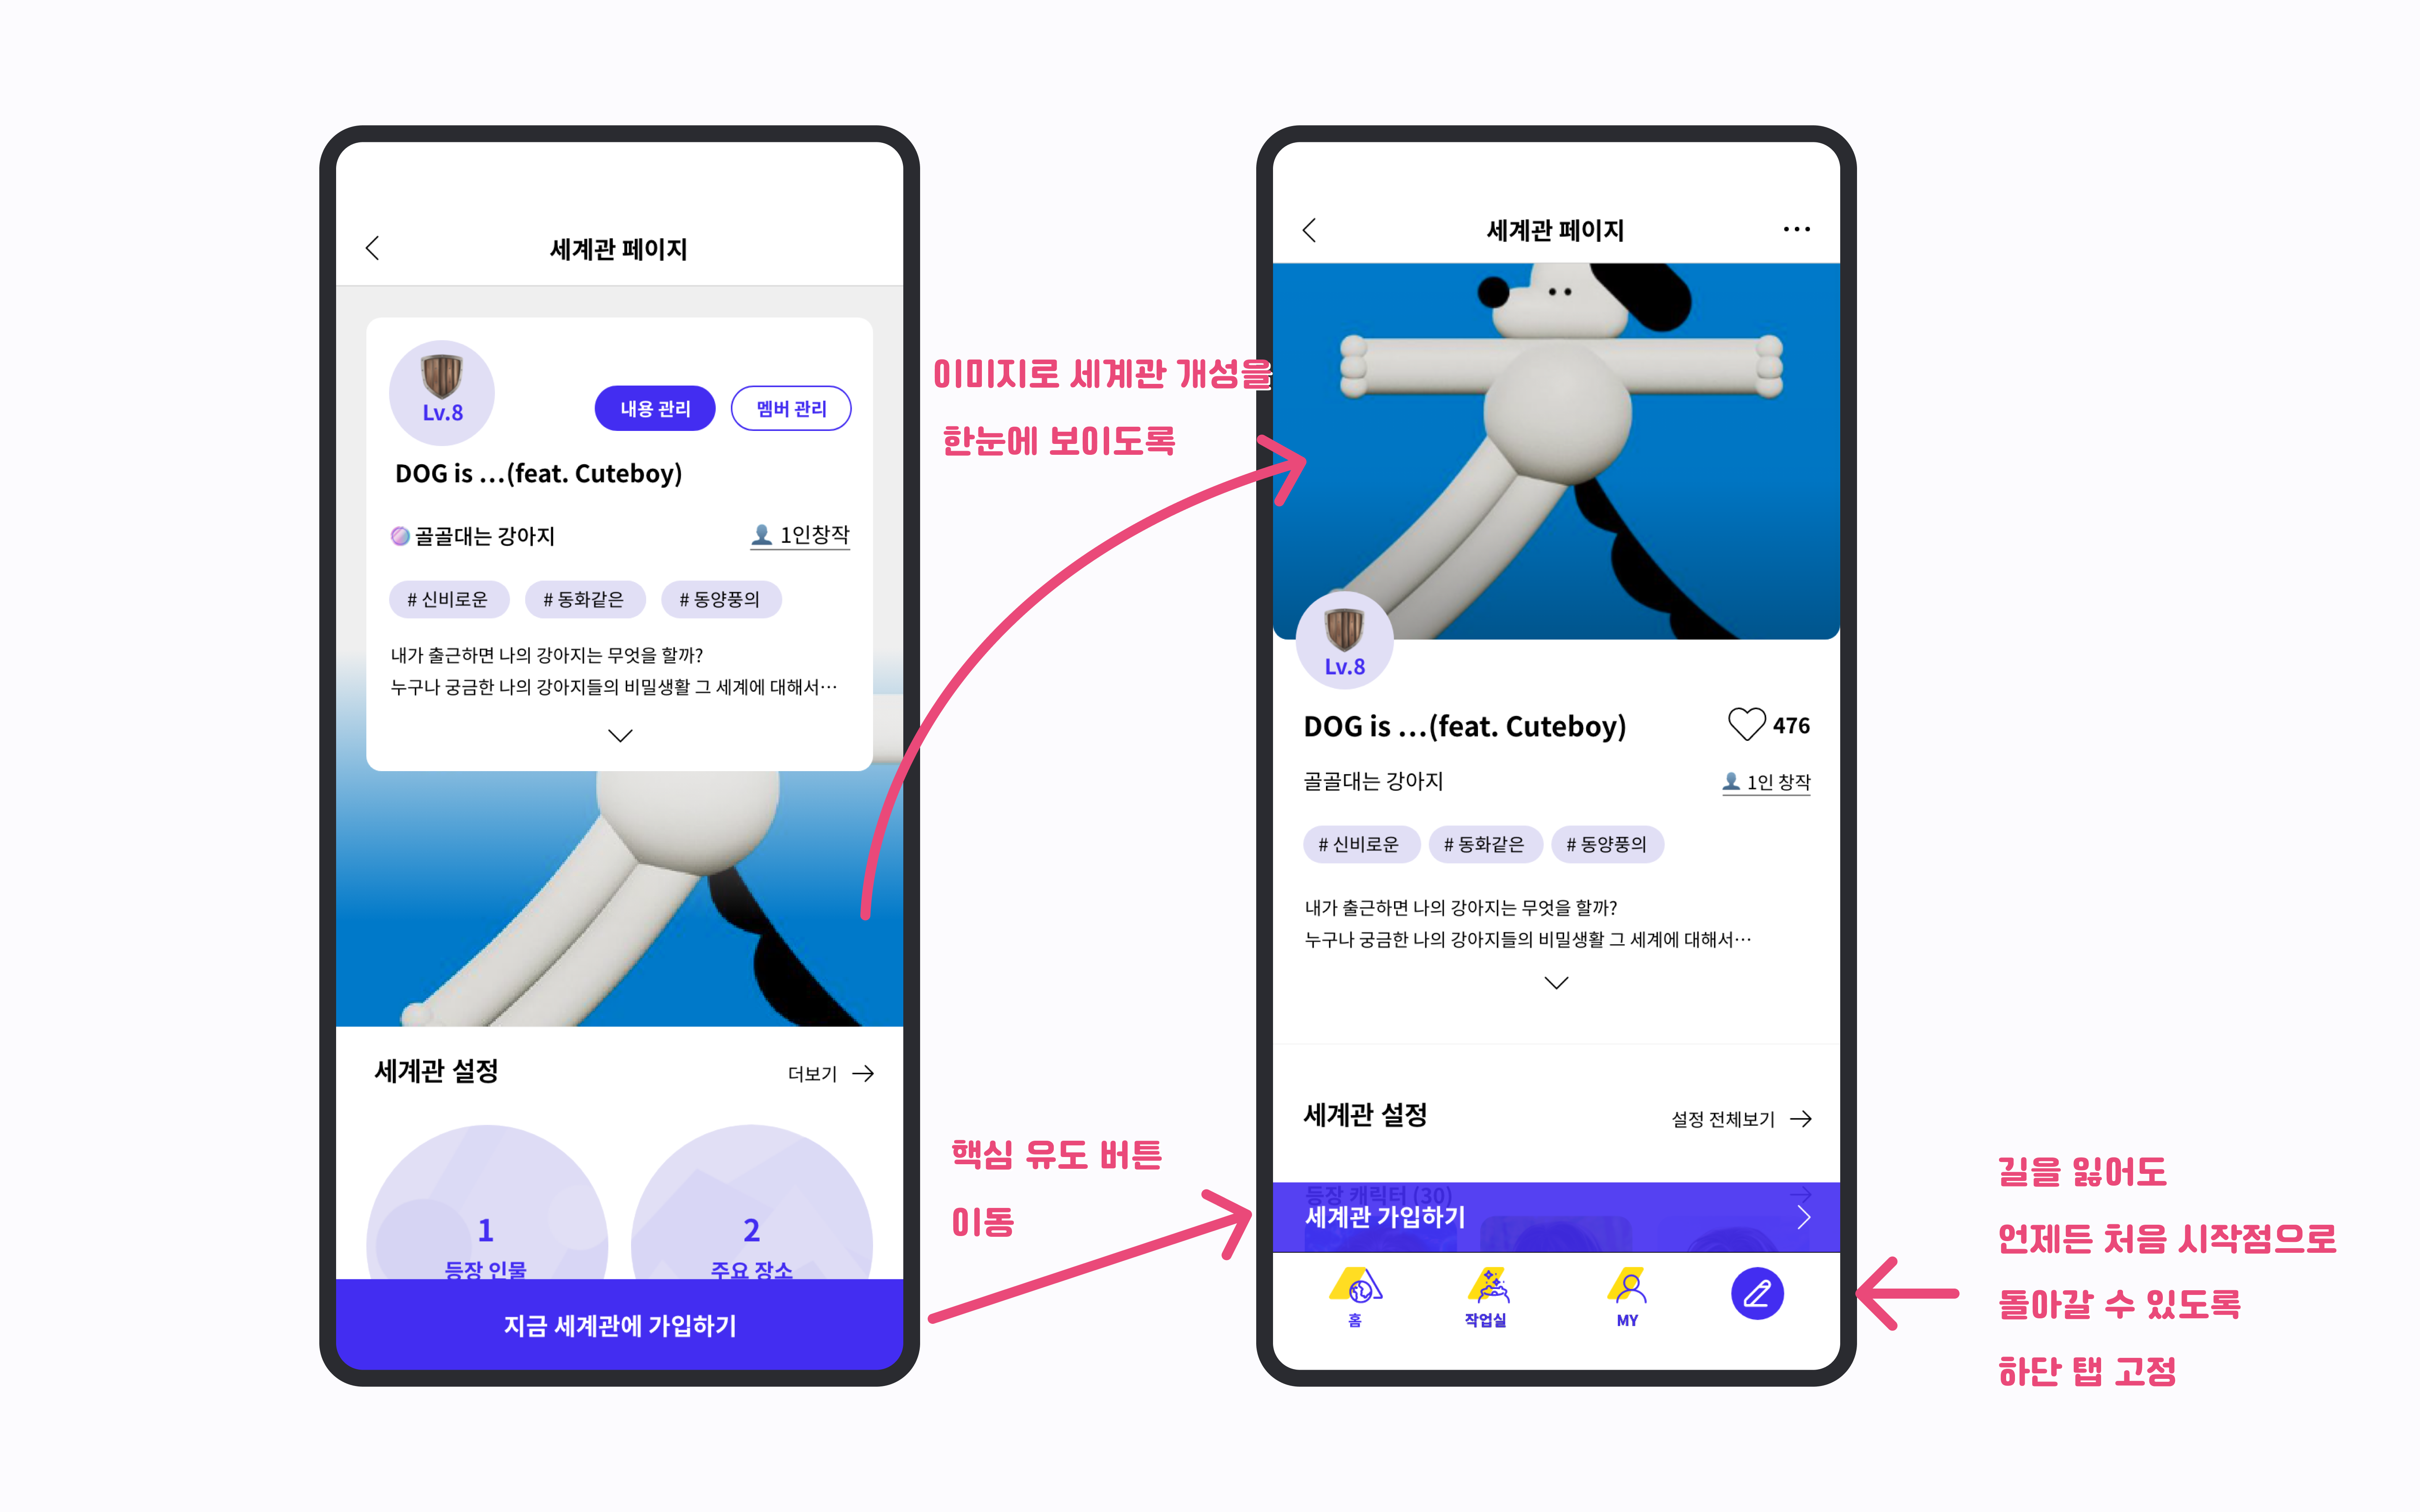 세계관 페이지
Lv.8
내용 관리
멤버 관리
DOG is ...(feat. Cuteboy)
골골대는 강아지
1인창작
# 신비로운
# 동화같은
# 동양풍의
내가 출근하면 나의 강아지는 무엇을 할까?
누구나 궁금한 나의 강아지들의 비밀생활 그 세계에 대해서…
세계관 설정
더보기
1
등장 인물
2
주요 장소
지금 세계관에 가입하기
이미지로 세계관 개성을
한눈에 보이도록
핵심 유도 버튼
이동
세계관 페이지
Lv.8
DOG is ...(feat. Cuteboy)
476
골골대는 강아지
1인 창작
# 신비로운
# 동화같은
# 동양풍의
내가 출근하면 나의 강아지는 무엇을 할까?
누구나 궁금한 나의 강아지들의 비밀생활 그 세계에 대해서…
세계관 설정
설정 전체보기
등장 캐릭터 (30)
세계관 가입하기
홈
작업실
MY
길을 잃어도
언제든 처음 시작점으로
돌아갈 수 있도록
하단 탭 고정